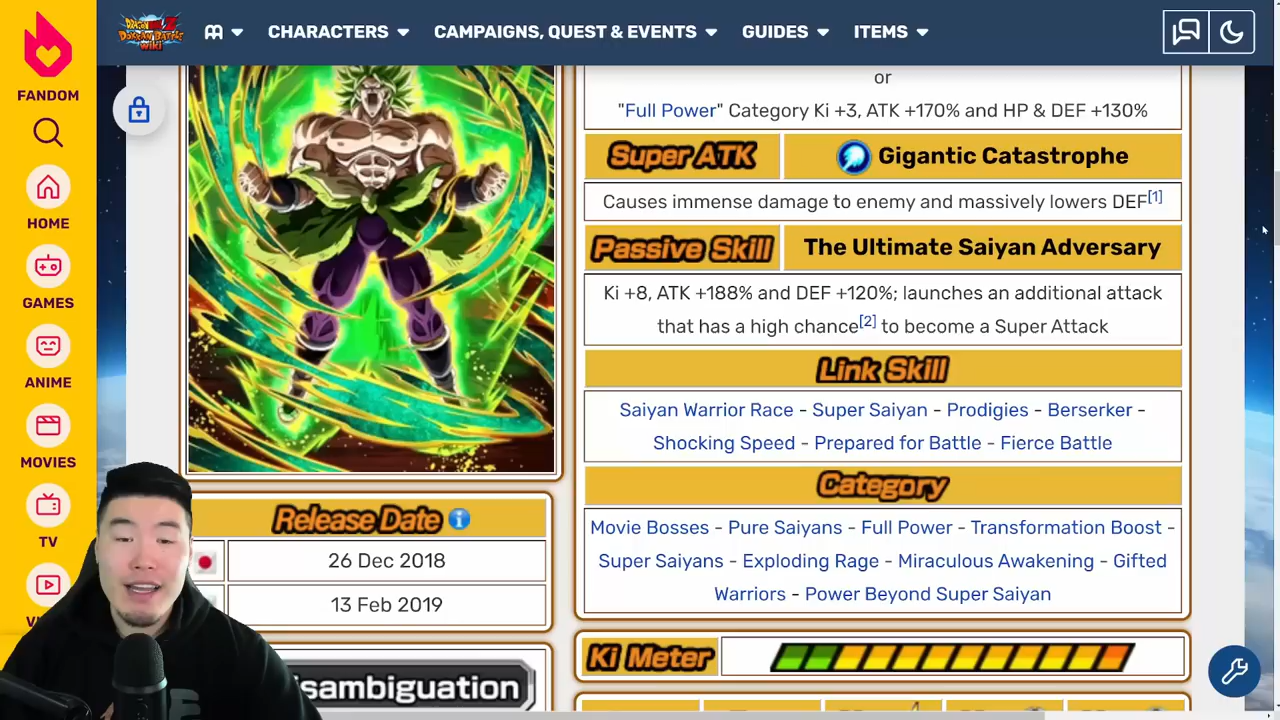 DRAGON BALL Z
DOKKAN BATTLE
WIKI
CHARACTERS
CAMPAIGNS, QUEST & EVENTS
GUIDES
ITEMS
FANDOM
HOME
GAMES
ANIME
MOVIES
TV
or
"Full Power" Category Ki +3, ATK +170% and HP & DEF +130%
Super ATK
Gigantic Catastrophe
Causes immense damage to enemy and massively lowers DEF[1]
Passive Skill
The Ultimate Saiyan Adversary
Ki +8, ATK +188% and DEF +120%; launches an additional attack
that has a high chance[2] to become a Super Attack
Link Skill
Saiyan Warrior Race - Super Saiyan - Prodigies - Berserker -
Shocking Speed - Prepared for Battle - Fierce Battle
Category
Movie Bosses - Pure Saiyans - Full Power - Transformation Boost -
Super Saiyans - Exploding Rage - Miraculous Awakening - Gifted
Warriors - Power Beyond Super Saiyan
Ki Meter
Release Date
26 Dec 2018
13 Feb 2019
isambiguation